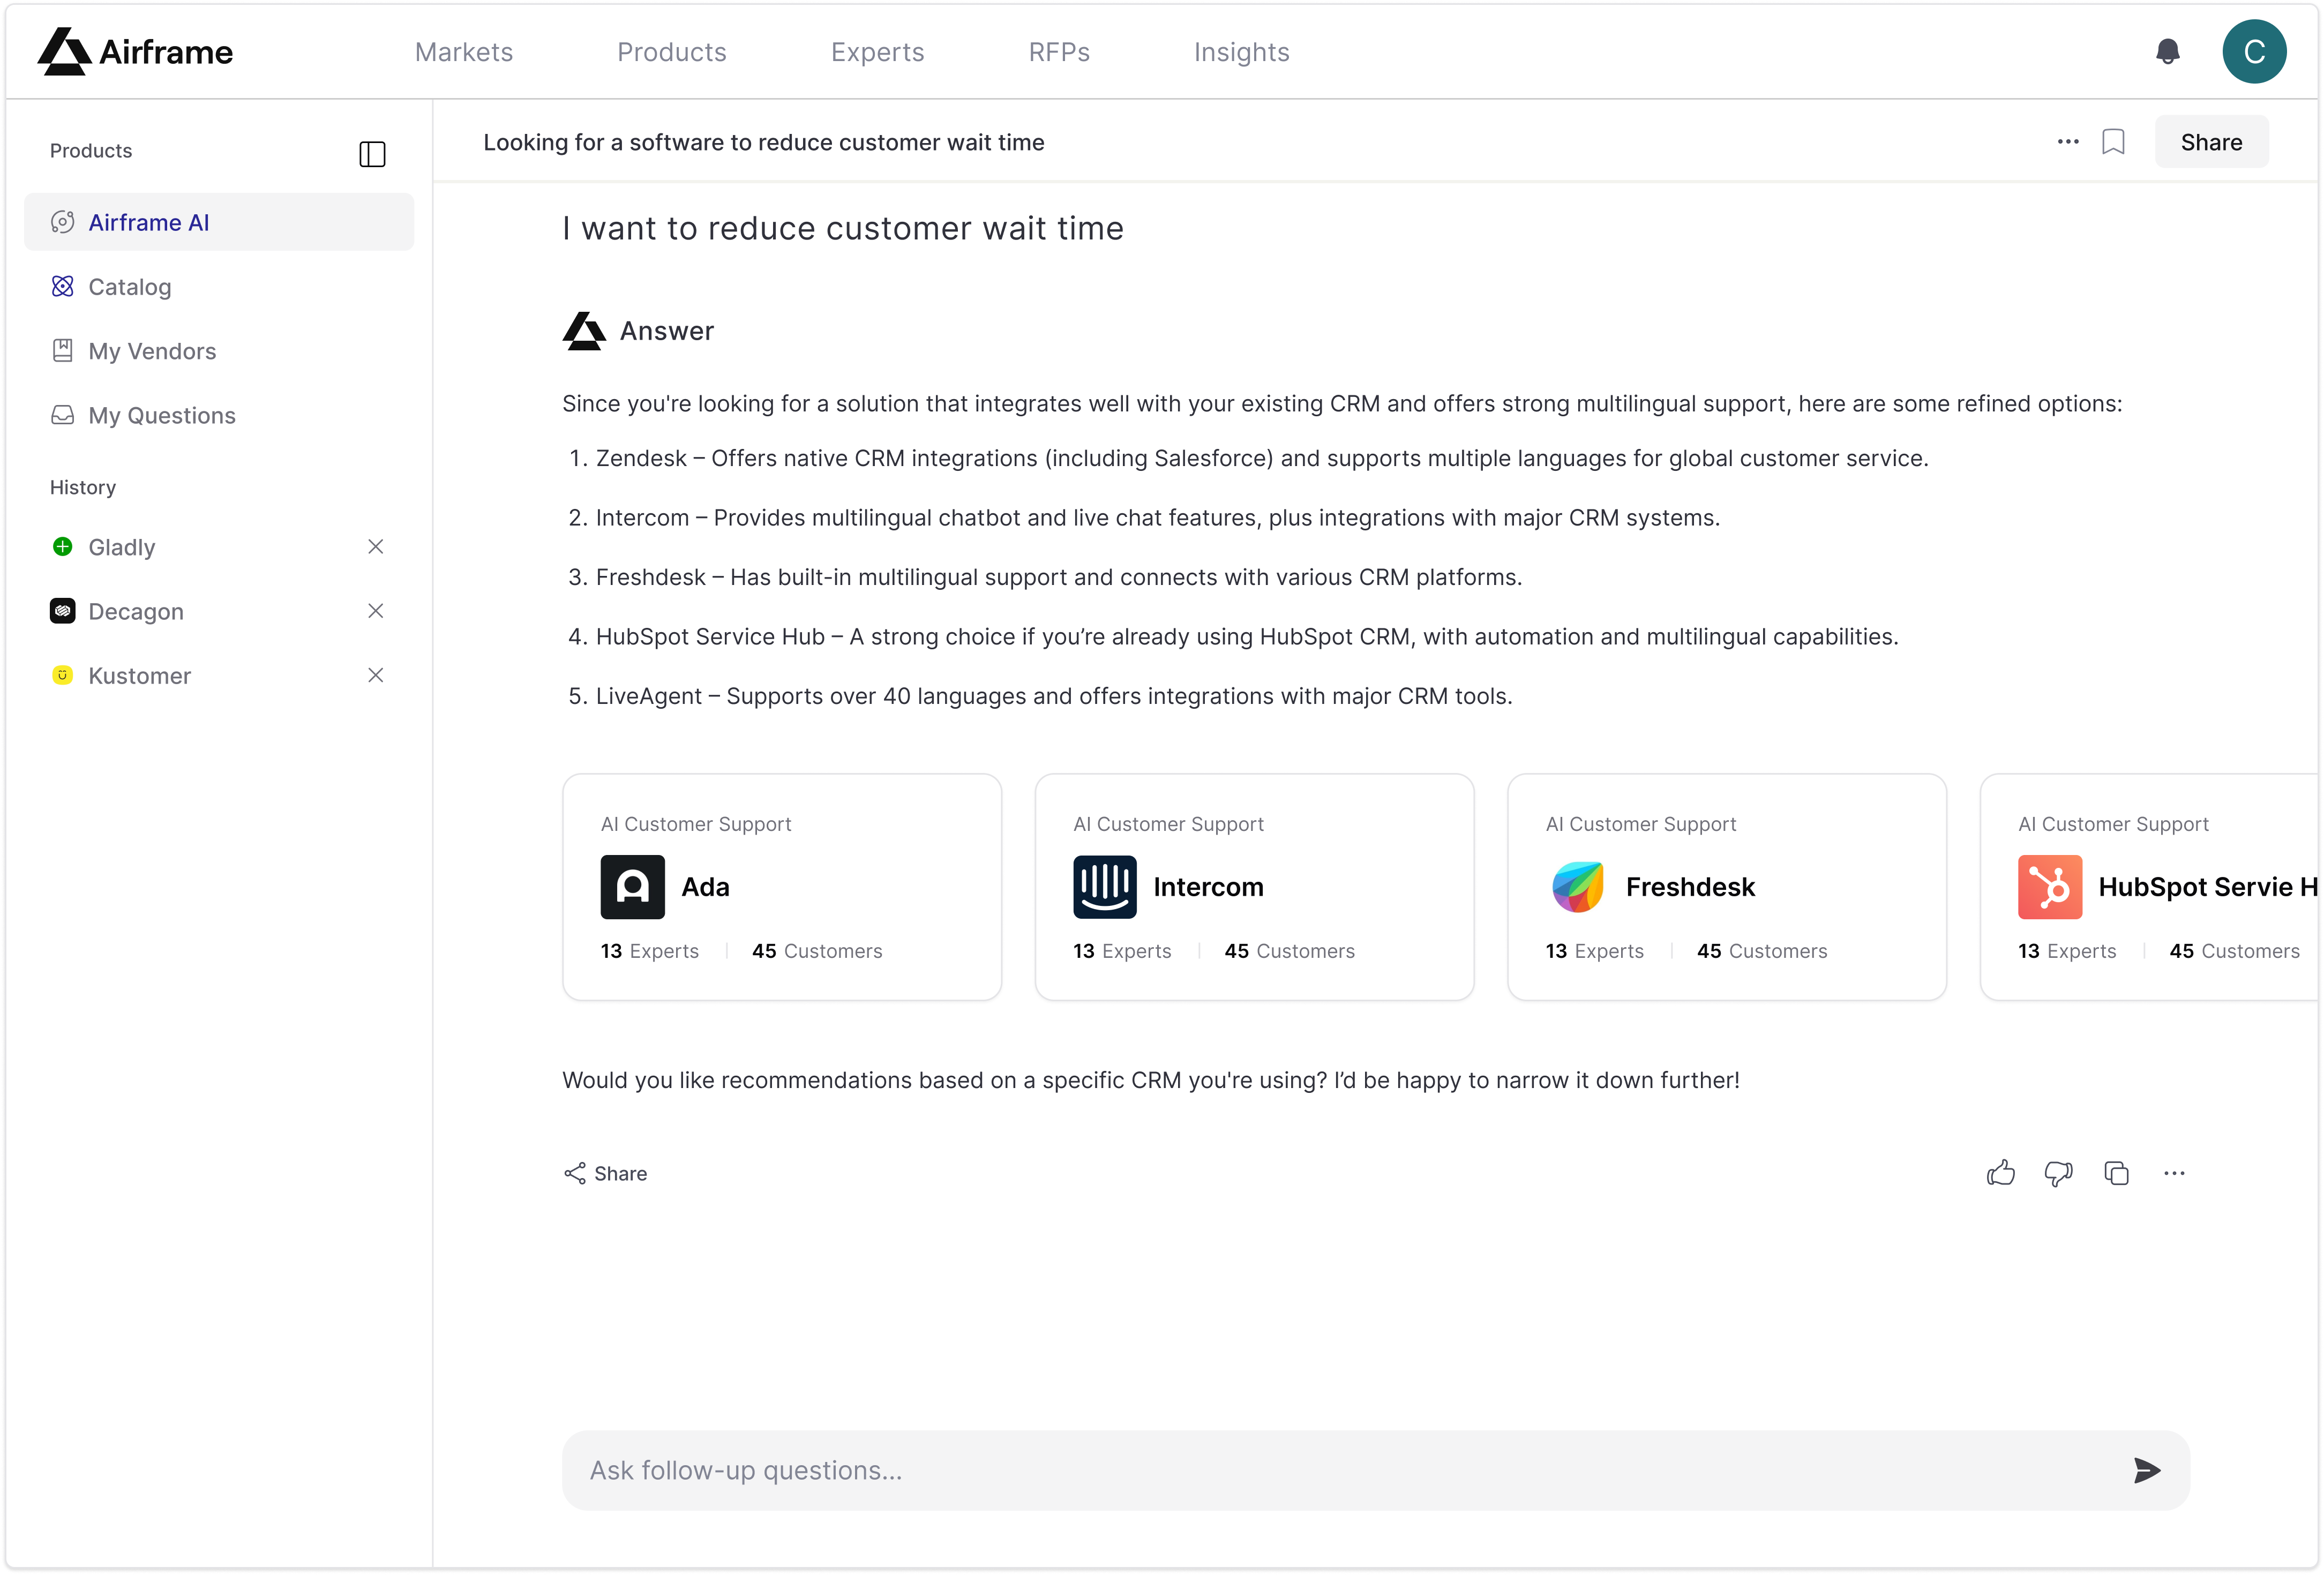 Airframe
Markets Products Experts RFPs Insights
C
Products
Airframe AI
Catalog
My Vendors
My Questions
History
Gladly
Decagon
Kustomer
Looking for a software to reduce customer wait time
Share
I want to reduce customer wait time
Answer
Since you're looking for a solution that integrates well with your existing CRM and offers strong multilingual support, here are some refined options:
1. Zendesk – Offers native CRM integrations (including Salesforce) and supports multiple languages for global customer service.
2. Intercom – Provides multilingual chatbot and live chat features, plus integrations with major CRM systems.
3. Freshdesk – Has built-in multilingual support and connects with various CRM platforms.
4. HubSpot Service Hub – A strong choice if you’re already using HubSpot CRM, with automation and multilingual capabilities.
5. LiveAgent – Supports over 40 languages and offers integrations with major CRM tools.
AI Customer Support
Ada
13 Experts 45 Customers
AI Customer Support
Intercom
13 Experts 45 Customers
AI Customer Support
Freshdesk
13 Experts 45 Customers
AI Customer Support
HubSpot Servie H
13 Experts 45 Customers
Would you like recommendations based on a specific CRM you're using? I’d be happy to narrow it down further!
Share
Ask follow-up questions...